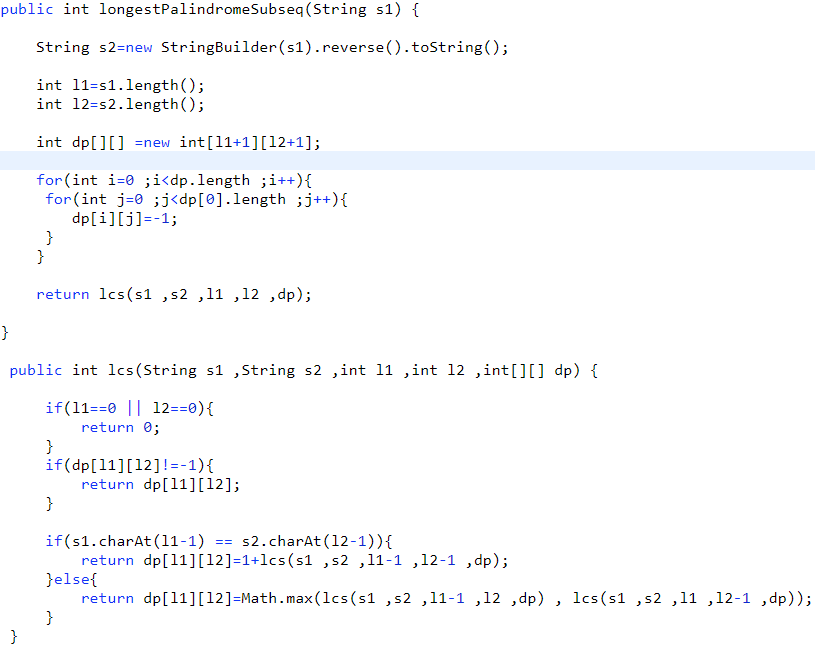 public int longestPalindromeSubseq(String s1) {
String s2=new StringBuilder(s1).reverse().toString();
int l1=s1.length();
int l2=s2.length();
int dp[][] =new int[l1+1][l2+1];
for(int i=0 ;i<dp.length ;i++){
for(int j=0 ;j<dp[0].length ;j++){
dp[i][j]=-1;
}
}
return lcs(s1 ,s2 ,l1 ,l2 ,dp);
}
public int lcs(String s1 ,String s2 ,int l1 ,int l2 ,int[][] dp) {
if(l1==0 || l2==0){
return 0;
}
if(dp[l1][l2]!=-1){
return dp[l1][l2];
}
if(s1.charAt(l1-1) == s2.charAt(l2-1)){
return dp[l1][l2]=1+lcs(s1 ,s2 ,l1-1 ,l2-1 ,dp);
}else{
return dp[l1][l2]=Math.max(lcs(s1 ,s2 ,l1-1 ,l2 ,dp) , lcs(s1 ,s2 ,l1 ,l2-1 ,dp));
}
}